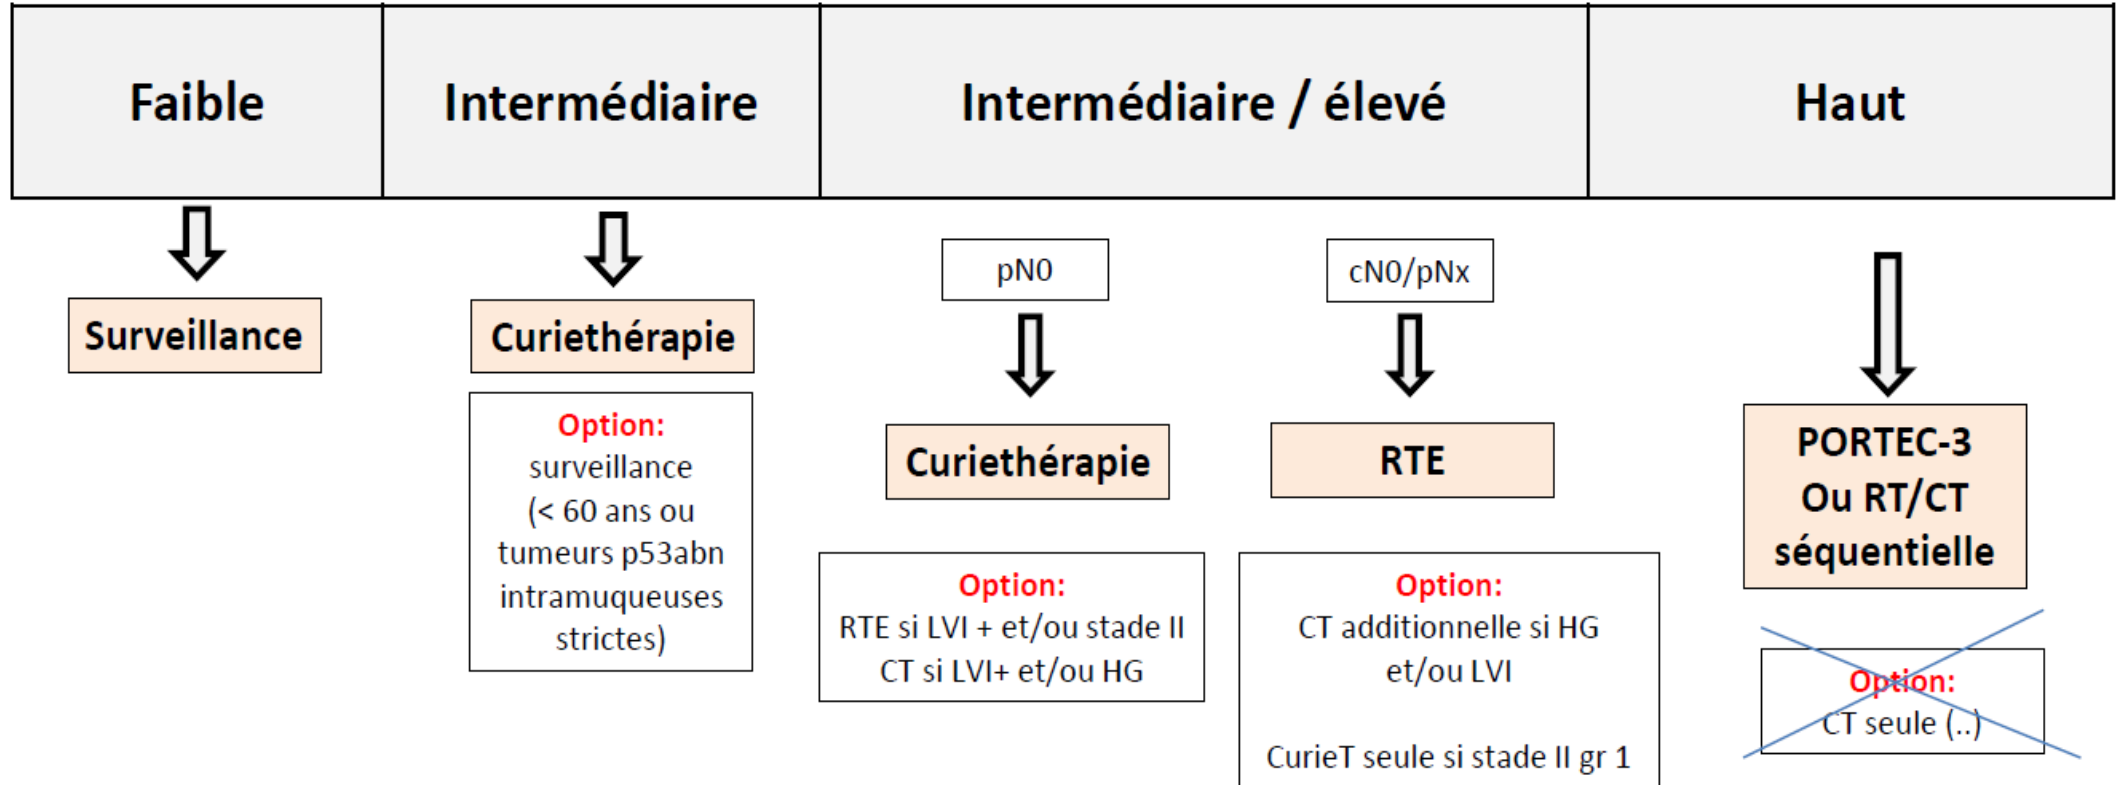 Faible
Intermédiaire
Intermédiaire / élevé
Haut
Surveillance
Curiethérapie
Option:
surveillance
(< 60 ans ou
tumeurs p53abn
intramuqueuses
strictes)
pN0
Curiethérapie
Option:
RTE si LVI + et/ou stade II
CT si LVI+ et/ou HG
cN0/pNx
RTE
Option:
CT additionnelle si HG
et/ou LVI
CurieT seule si stade II gr 1
PORTEC-3
Ou RT/CT
séquentielle
Option:
CT seule (..)